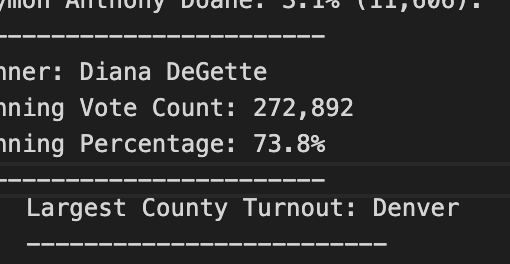 ymon Anthony Doane: 3.1% (11,606).
-------------------------
nner: Diana DeGette
nning Vote Count: 272,892
nning Percentage: 73.8%
-------------------------
Largest County Turnout: Denver
-------------------------